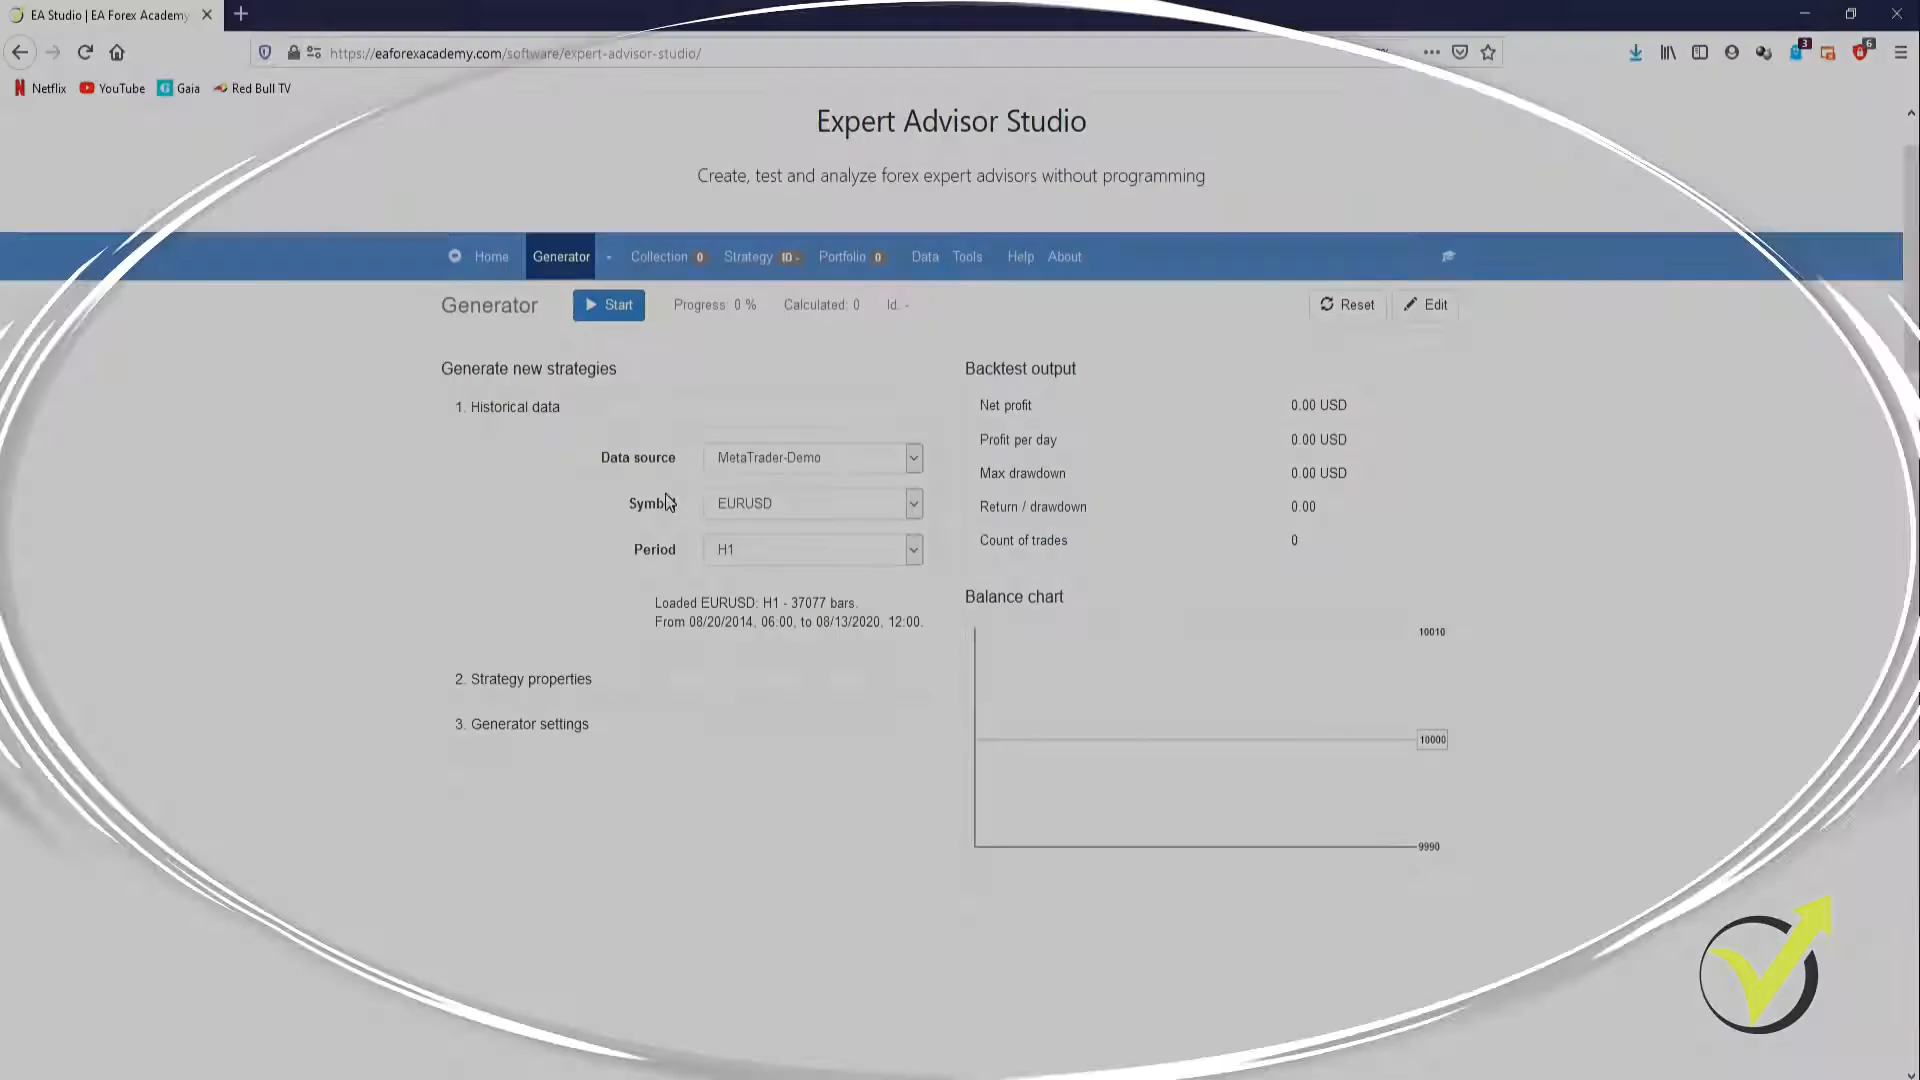 EA Studio | EA Forex Academy
https://eaforexacademy.com/software/expert-advisor-studio/
3
6
Netflix
YouTube
Gaia
Red Bull TV
Expert Advisor Studio
Create, test and analyze forex expert advisors without programming
Home
Generator
Collection 0
Strategy ID -
Portfolio 0
Data
Tools
Help
About
Generator
Start
Progress: 0 %
Calculated: 0
Id. -
Reset
Edit
Generate new strategies
1. Historical data
Data source
MetaTrader-Demo
EURUSD
Period
H1
Loaded EURUSD: H1 - 37077 bars.
From 08/20/2014, 06:00, to 08/13/2020, 12:00.
2. Strategy properties
3. Generator settings
Backtest output
Net profit 0.00 USD
Profit per day 0.00 USD
Max drawdown 0.00 USD
Return / drawdown 0.00
Count of trades 0
Balance chart
10010
10000
9990